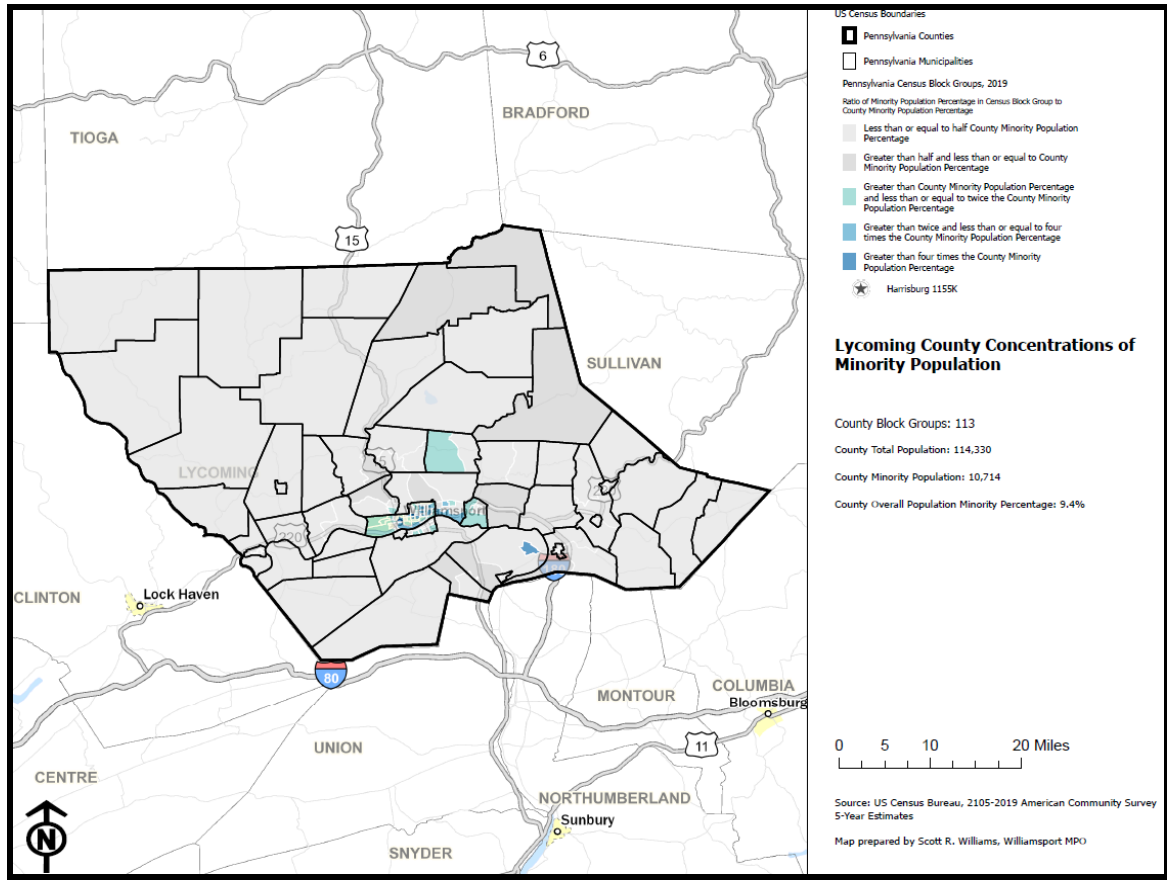 6
BRADFORD
TIOGA
15
SULLIVAN
LYCOMING
Williamsport
220
CLINTON
Lock Haven
80
MONTOUR
COLUMBIA
Bloomsburg
UNION
11
CENTRE
NORTHUMBERLAND
Sunbury
SNYDER
N
US Census Boundaries
Pennsylvania Counties
Pennsylvania Municipalities
Pennsylvania Census Block Groups, 2019
Ratio of Minority Population Percentage in Census Block Group to
County Minority Population Percentage
Less than or equal to half County Minority Population
Percentage
Greater than half and less than or equal to County
Minority Population Percentage
Greater than County Minority Population Percentage
and less than or equal to twice the County Minority
Population Percentage
Greater than twice and less than or equal to four
times the County Minority Population Percentage
Greater than four times the County Minority
Population Percentage
Harrisburg 1155K
Lycoming County Concentrations of
Minority Population
County Block Groups: 113
County Total Population: 114,330
County Minority Population: 10,714
County Overall Population Minority Percentage: 9.4%
0 5 10 20 Miles
Source: US Census Bureau, 2105-2019 American Community Survey
5-Year Estimates
Map prepared by Scott R. Williams, Williamsport MPO